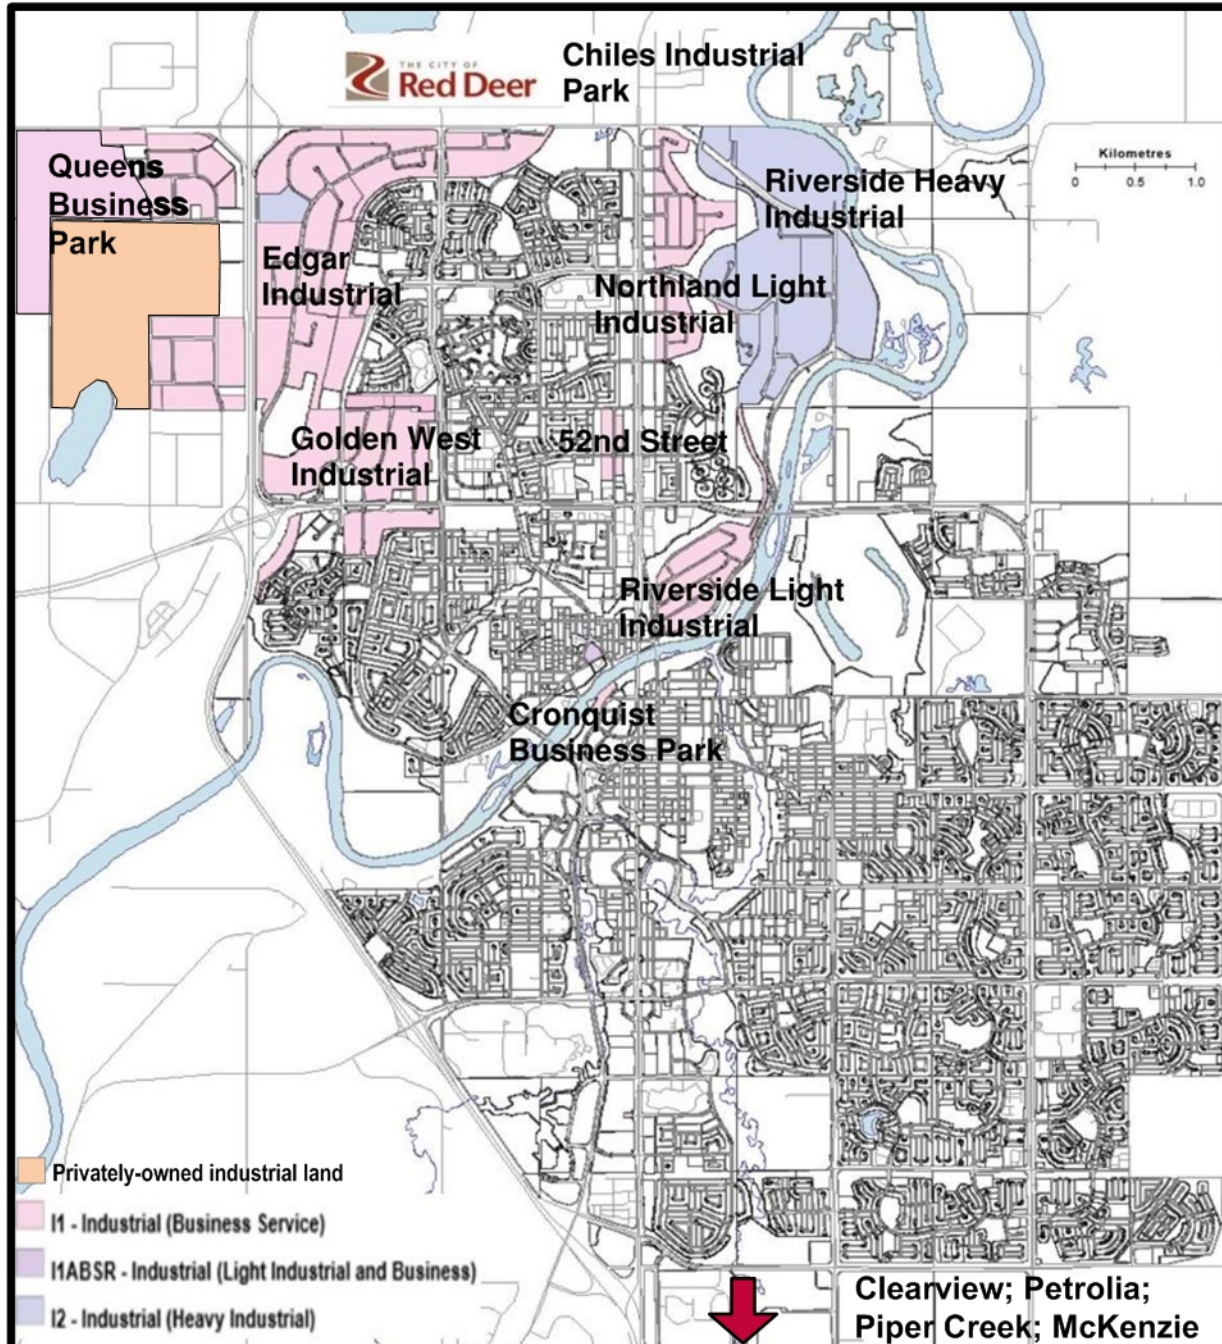 THE CITY OF
Red Deer
Chiles Industrial
Park
Queens
Business
Park
Kilometres
0 0.5 1.0
Riverside Heavy
Industrial
Edgar
Industrial
Northland Light
Industrial
Golden West
Industrial
52nd Street
Riverside Light
Industrial
Cronquist
Business Park
Privately-owned industrial land
I1 - Industrial (Business Service)
I1ABSR - Industrial (Light Industrial and Business)
I2 - Industrial (Heavy Industrial)
Clearview; Petrolia;
Piper Creek; McKenzie